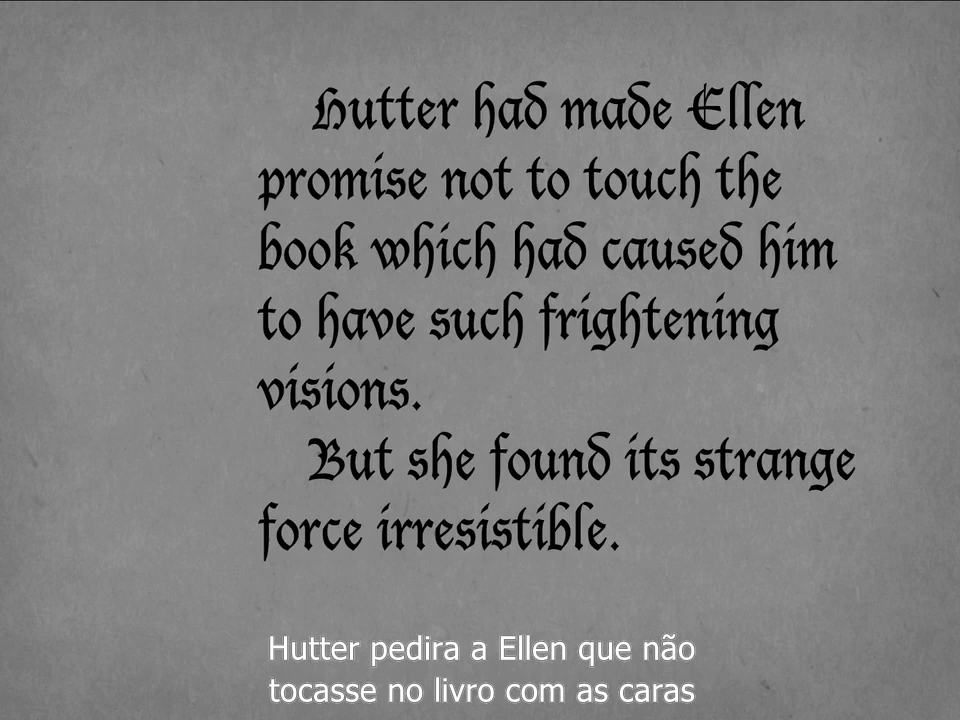 Hutter had made Ellen
promise not to touch the
book which had caused him
to have such frightening
visions.
But she found its strange
force irresistible.
Hutter pedira a Ellen que não
tocasse no livro com as caras